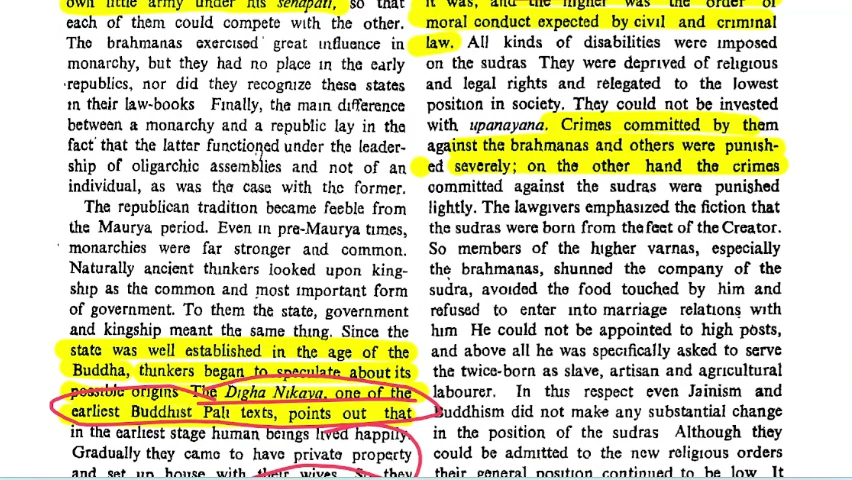 own little army under his senapati, so that
each of them could compete with the other.
The brahmanas exercised great influence in
monarchy, but they had no place in the early
republics, nor did they recognize these states
in their law-books Finally, the main difference
between a monarchy and a republic lay in the
fact that the latter functioned under the leader-
ship of oligarchic assemblies and not of an
individual, as was the case with the former.
The republican tradition became feeble from
the Maurya period. Even in pre-Maurya times,
monarchies were far stronger and common.
Naturally ancient thinkers looked upon king-
ship as the common and most important form
of government. To them the state, government
and kingship meant the same thing. Since the
state was well established in the age of the
Buddha, thinkers began to speculate about its
possible origins The Digha Nikaya, one of the
earliest Buddhist Pali texts, points out that
in the earliest stage human beings lived happily.
Gradually they came to have private property
and set up house with their wives. So they
it was, and the higher was the order of
moral conduct expected by civil and criminal
law. All kinds of disabilities were imposed
on the sudras They were deprived of religious
and legal rights and relegated to the lowest
position in society. They could not be invested
with upanayana. Crimes committed by them
against the brahmanas and others were punish-
ed severely; on the other hand the crimes
committed against the sudras were punished
lightly. The lawgivers emphasized the fiction that
the sudras were born from the feet of the Creator.
So members of the higher varnas, especially
the brahmanas, shunned the company of the
sudra, avoided the food touched by him and
refused to enter into marriage relations with
him He could not be appointed to high posts,
and above all he was specifically asked to serve
the twice-born as slave, artisan and agricultural
labourer. In this respect even Jainism and
Buddhism did not make any substantial change
in the position of the sudras Although they
could be admitted to the new religious orders
their general position continued to be low. It